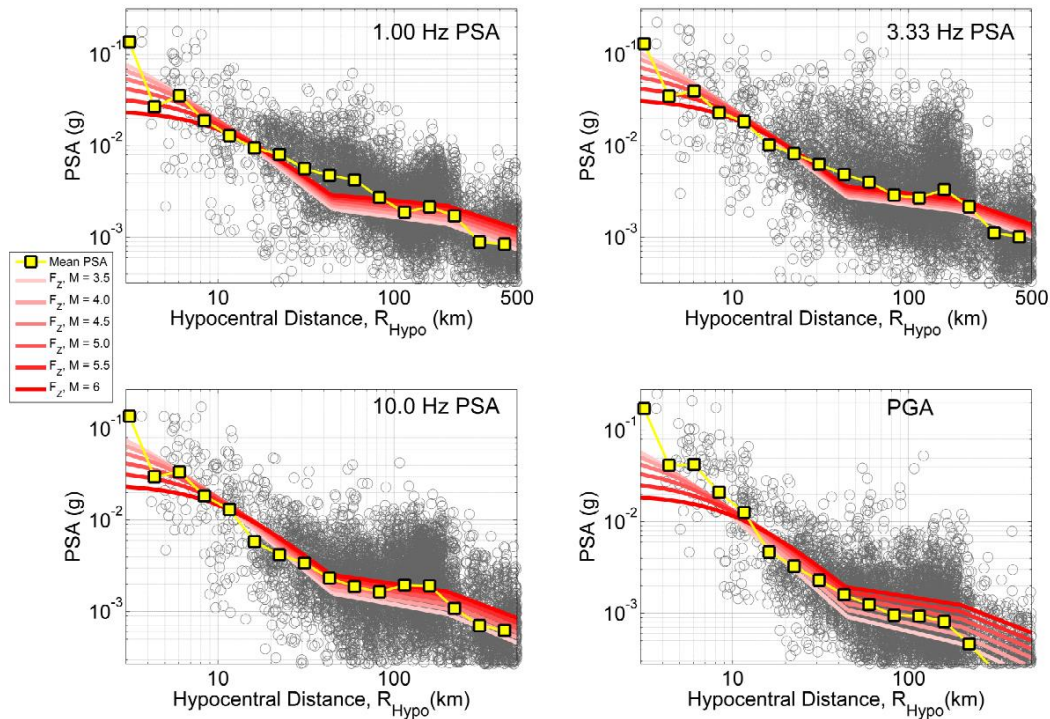 1.00 Hz PSA
10^-1
10^-2
10^-3
PSA (g)
10 100 500
Hypocentral Distance, R_Hypo (km)
3.33 Hz PSA
10^-1
10^-2
10^-3
PSA (g)
10 100 500
Hypocentral Distance, R_Hypo (km)
Mean PSA
F_z, M = 3.5
F_z, M = 4.0
F_z, M = 4.5
F_z, M = 5.0
F_z, M = 5.5
F_z, M = 6
10.0 Hz PSA
10^-1
10^-2
10^-3
PSA (g)
10 100
Hypocentral Distance, R_Hypo(km)
PGA
10^-1
10^-2
10^-3
PSA (g)
10 100
Hypocentral Distance, R_Hypo(km)